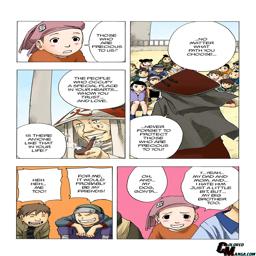 THOSE
WHO ARE
PRECIOUS TO
US?
NO
MATTER
WHAT PATH
YOU
CHOOSE...
THE PEOPLE
WHO OCCUPY
A SPECIAL PLACE
IN YOUR HEARTS...
WHOM YOU
TRUST
AND LOVE.
...NEVER
FORGET TO
PROTECT
THOSE
WHO ARE
PRECIOUS TO
YOU!
IS THERE
ANYONE
LIKE THAT
IN YOUR
LIFE?
HEH,
HEH,
ME
TOO!
FOR ME,
IT WOULD
PROBABLY
BE MY
FRIENDS!
OH,
AND...
MY
DOG,
GONTA...
Y...YEAH...
MY DAD AND
MOM, AND...
I HATE HIM
JUST A LITTLE
BIT, BUT...
MY BIG
BROTHER
TOO.
COLORED
MANGA.COM